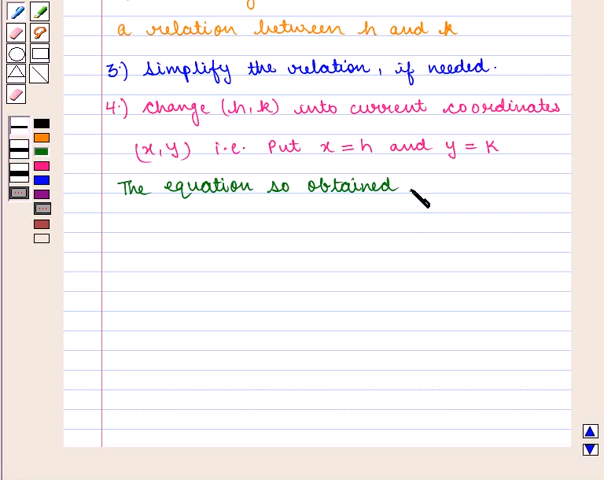 a relation between h and k
3:) Simplify the relation, if needed.
4:) Change (h,k) into current coordinates
(x,y) i.e. Put x = h and y = k
The equation so obtained